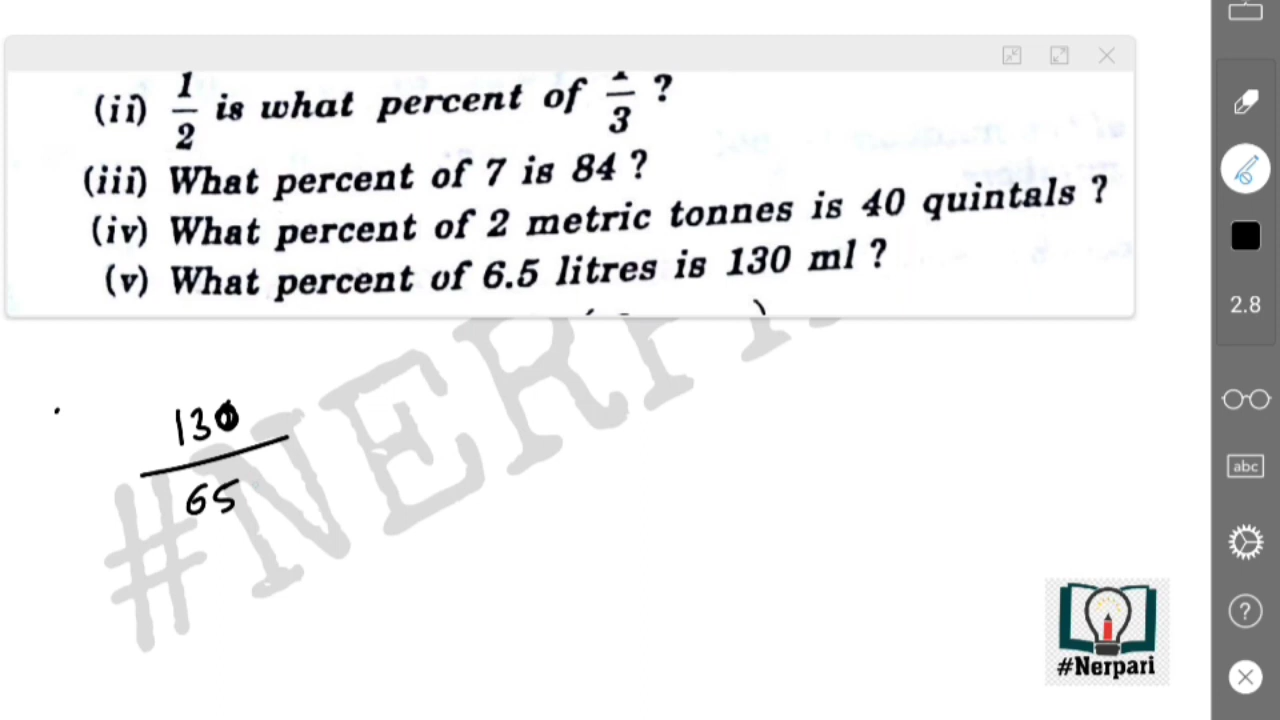 (ii) 1/2 is what percent of 1/3 ?
(iii) What percent of 7 is 84 ?
(iv) What percent of 2 metric tonnes is 40 quintals ?
(v) What percent of 6.5 litres is 130 ml ?
130
65
#NERP
#Nerpari
2.8
abc
?